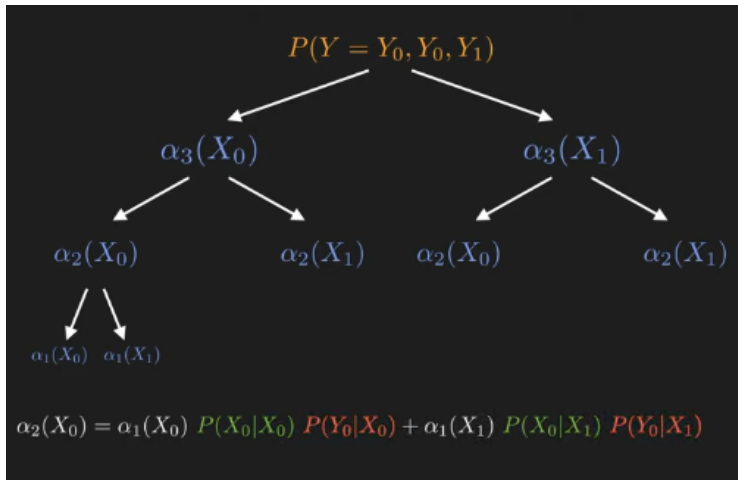 P(Y = Y₀, Y₀, Y₁)
α₃(X₀) α₃(X₁)
α₂(X₀) α₂(X₁) α₂(X₀) α₂(X₁)
α₁(X₀) α₁(X₁)
α₂(X₀) = α₁(X₀) P(X₀|X₀) P(Y₀|X₀) + α₁(X₁) P(X₀|X₁) P(Y₀|X₁)